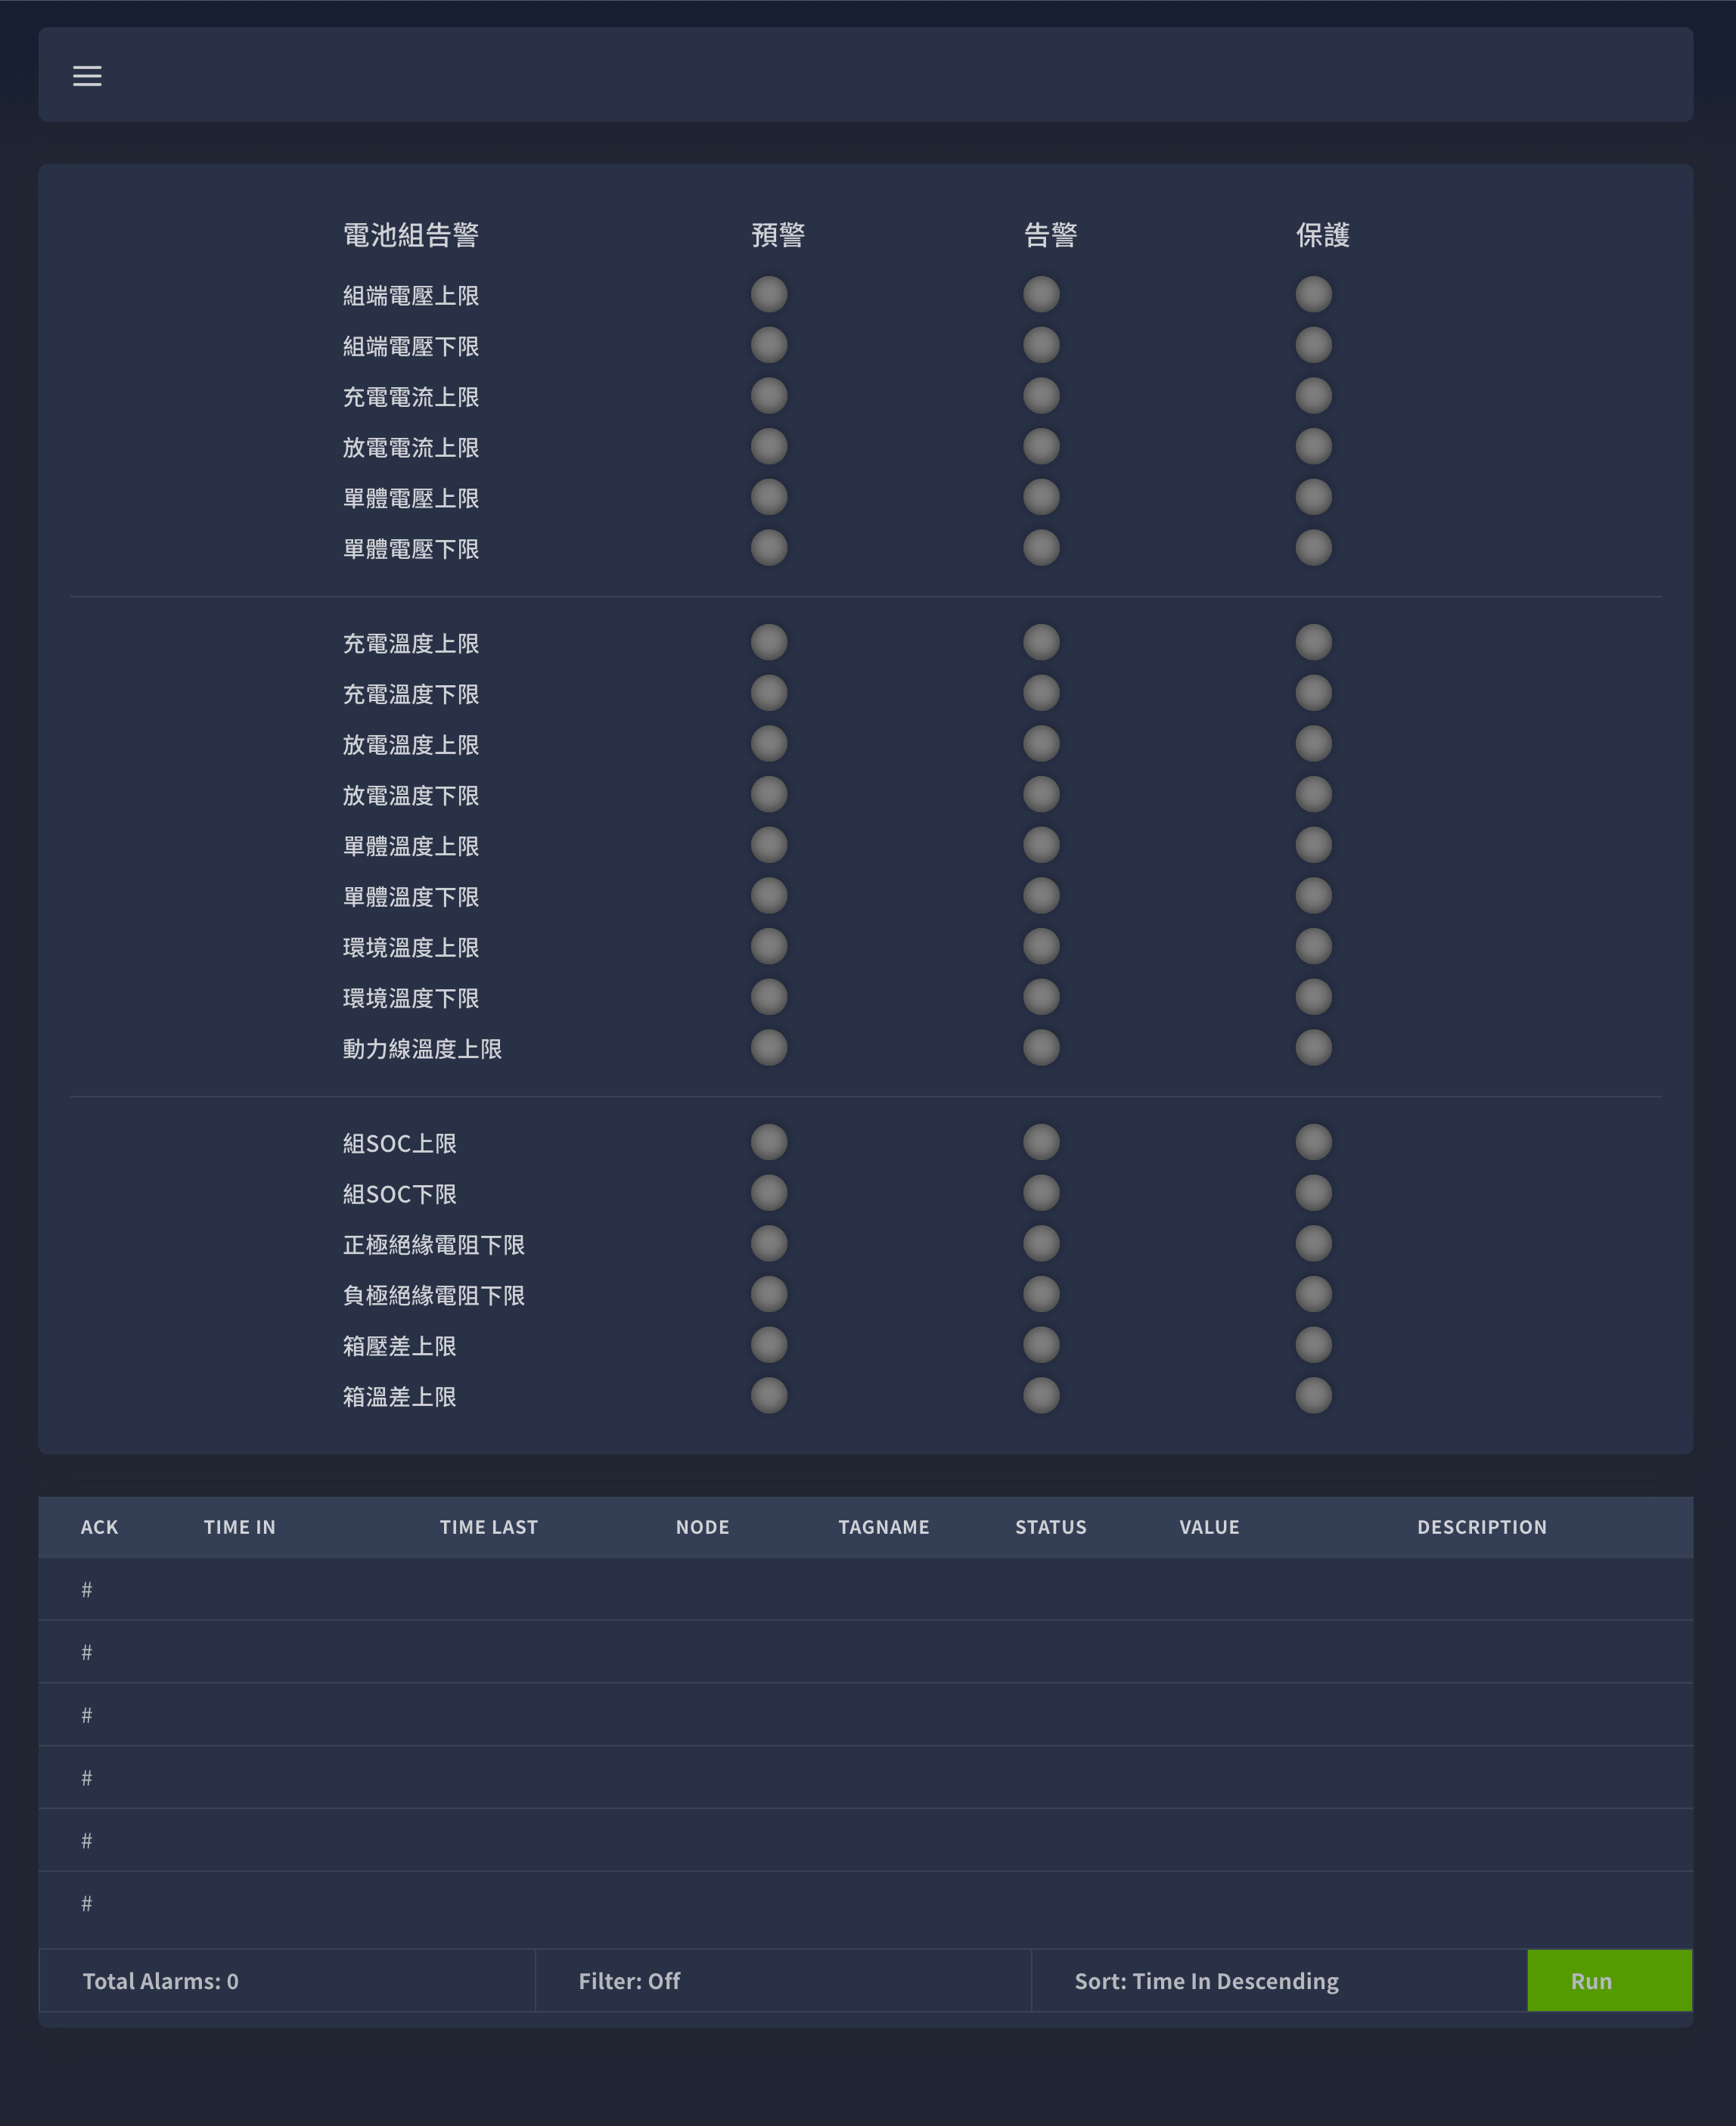 電池組告警 預警 告警 保護
組端電壓上限
組端電壓下限
充電電流上限
放電電流上限
單體電壓上限
單體電壓下限
充電溫度上限
充電溫度下限
放電溫度上限
放電溫度下限
單體溫度上限
單體溫度下限
環境溫度上限
環境溫度下限
動力線溫度上限
組SOC上限
組SOC下限
正極絕緣電阻下限
負極絕緣電阻下限
箱壓差上限
箱溫差上限
ACK TIME IN TIME LAST NODE TAGNAME STATUS VALUE DESCRIPTION
#
#
#
#
#
#
Total Alarms: 0 Filter: Off Sort: Time In Descending Run